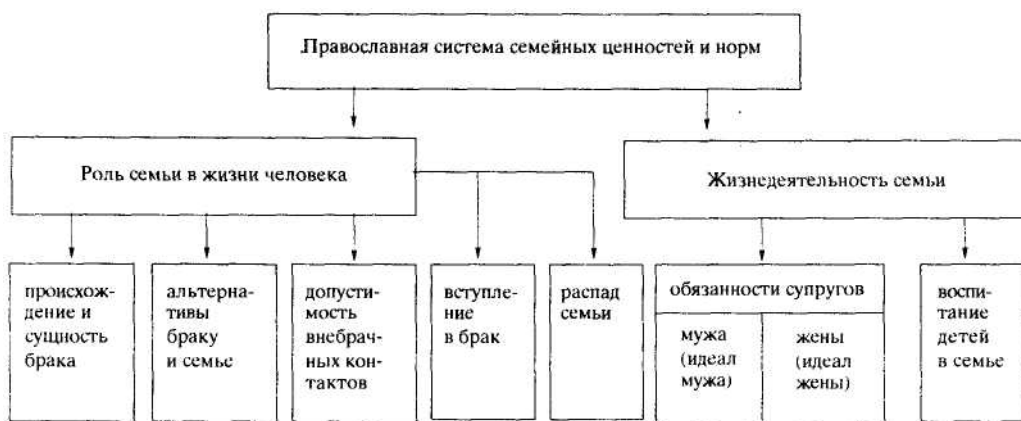 Православная система семейных ценностей и норм
Роль семьи в жизни человека
Жизнедеятельность семьи
происхож-
дение и
сущность
брака
альтерна-
тивы
браку
и семье
допусти-
мость
внебрач-
ных кон-
тактов
вступле-
ние
в брак
распад
семьи
обязанности супругов
мужа
(идеал
мужа)
жены
(идеал
жены)
воспи-
тание
детей
в семье